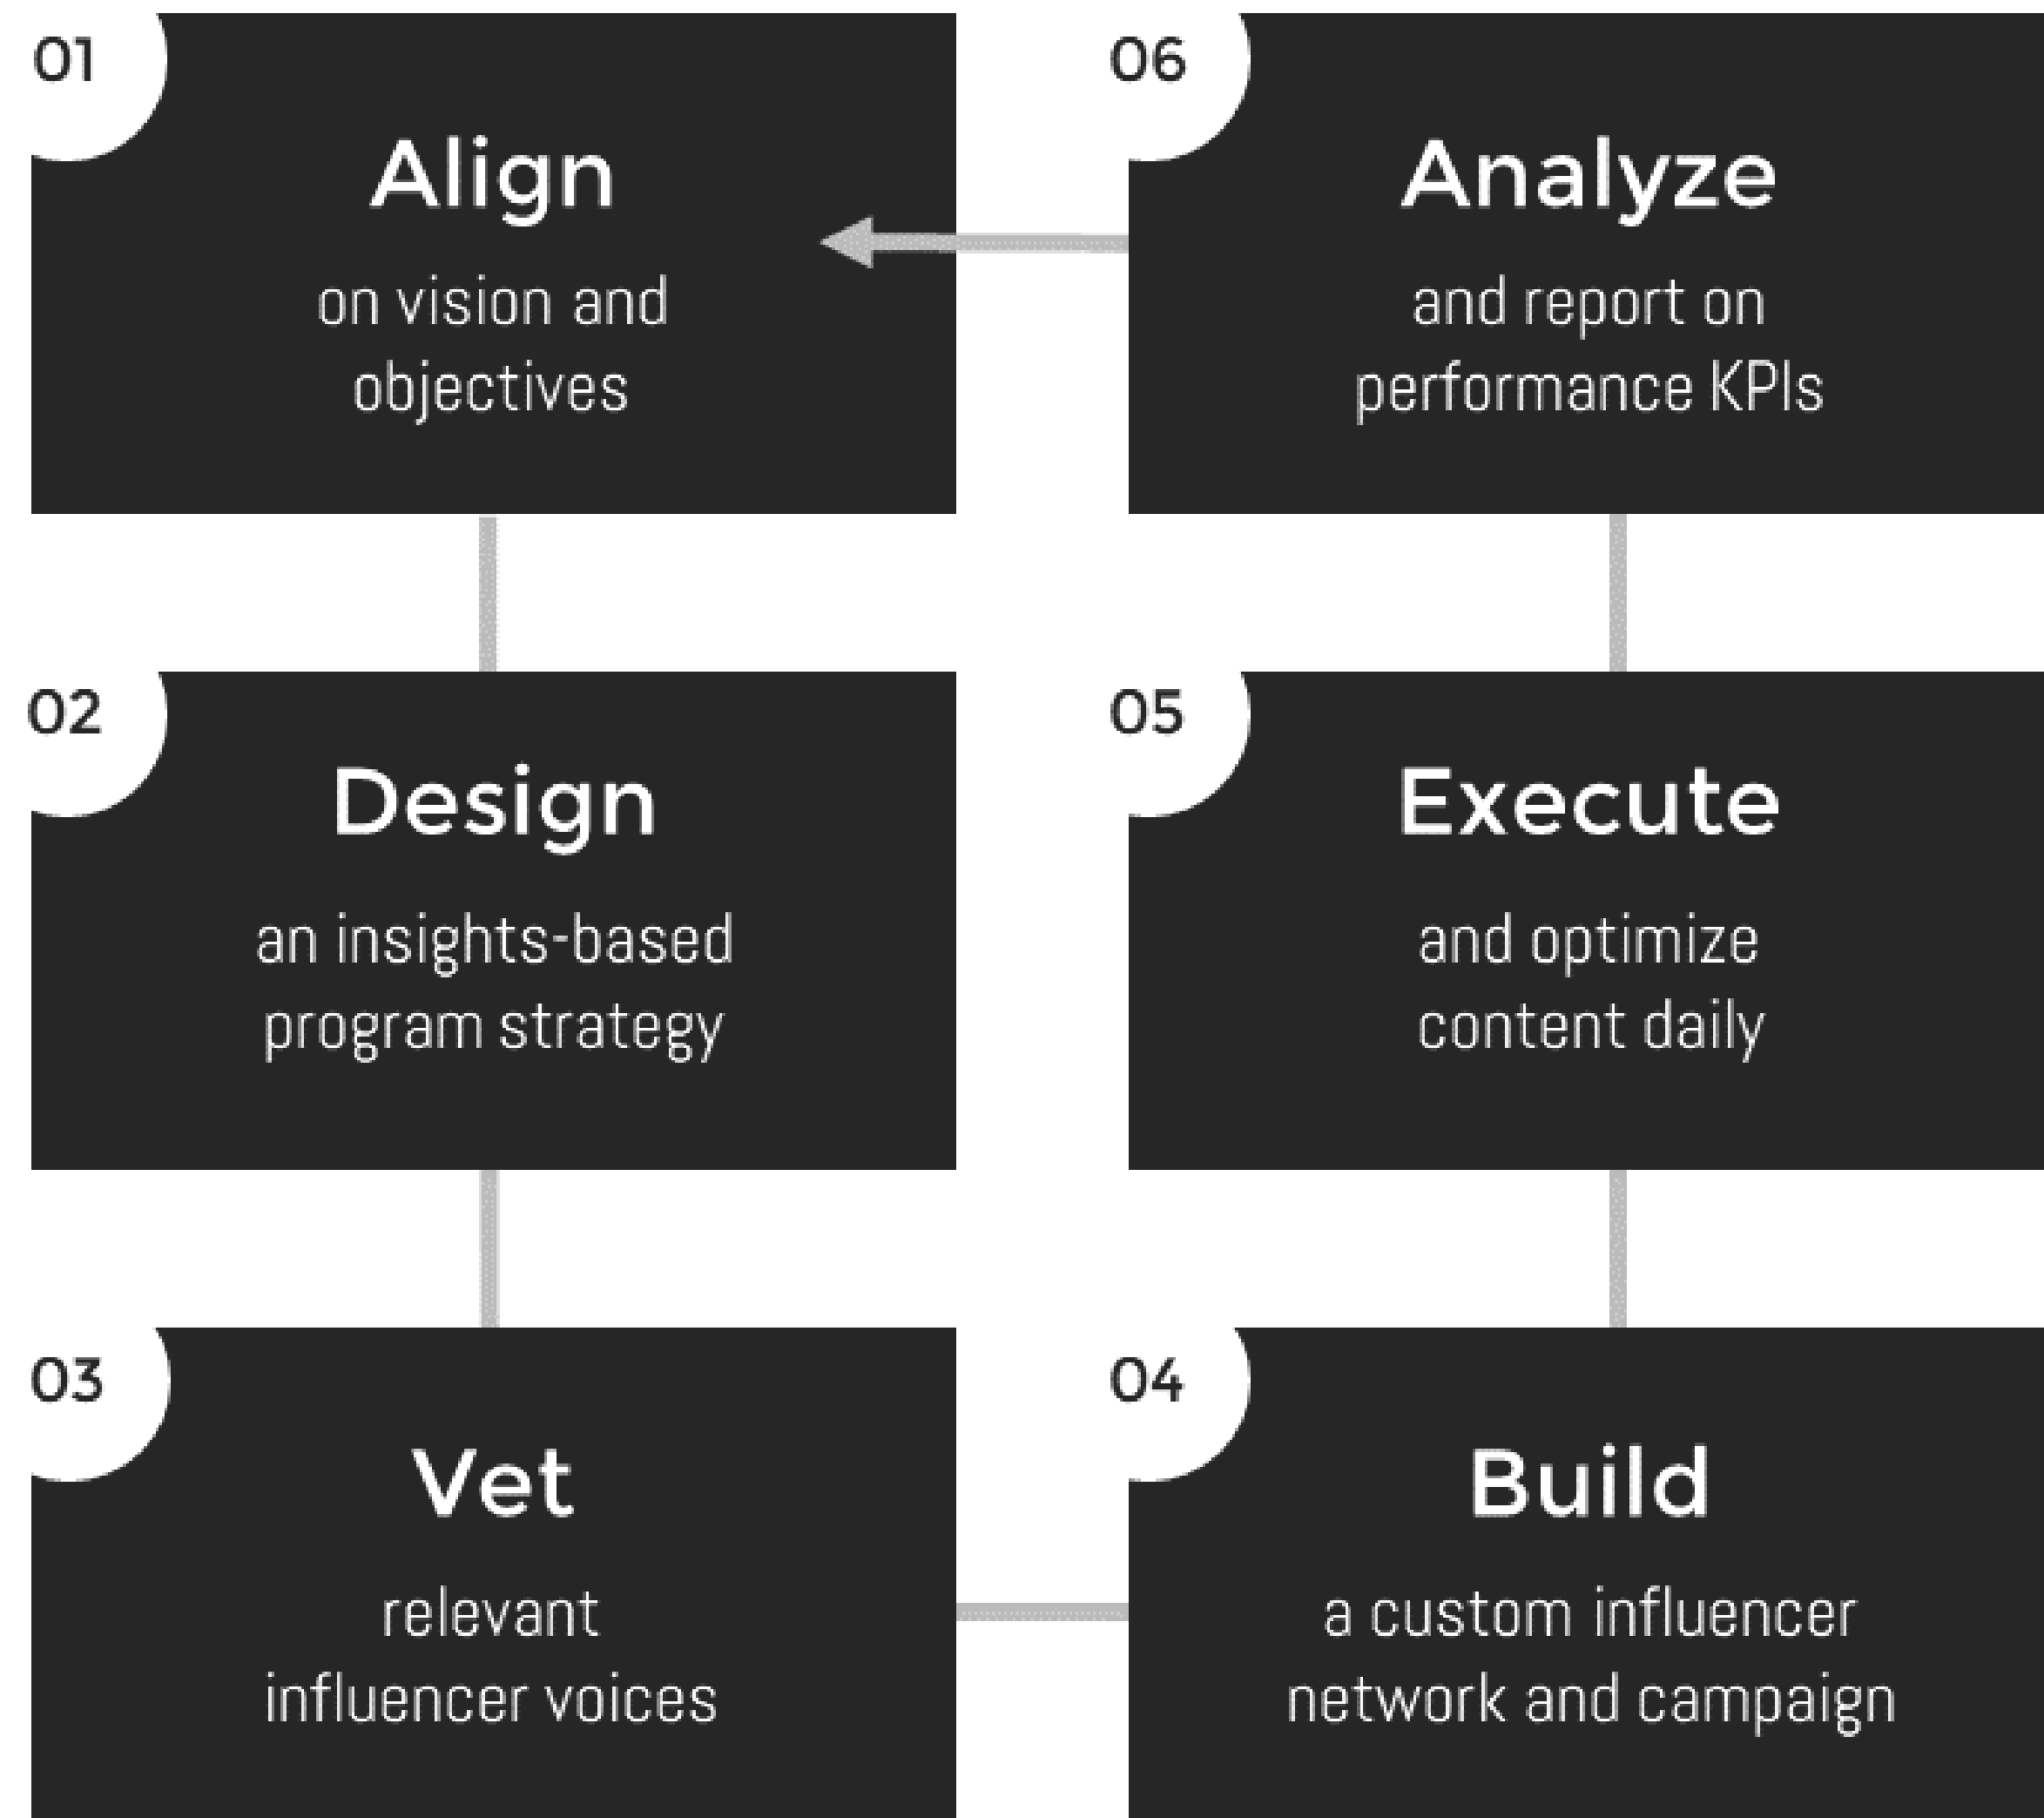 01
Align
on vision and
objectives
02
Design
an insights-based
program strategy
03
Vet
relevant
influencer voices
04
Build
a custom influencer
network and campaign
05
Execute
and optimize
content daily
06
Analyze
and report on
performance KPIs